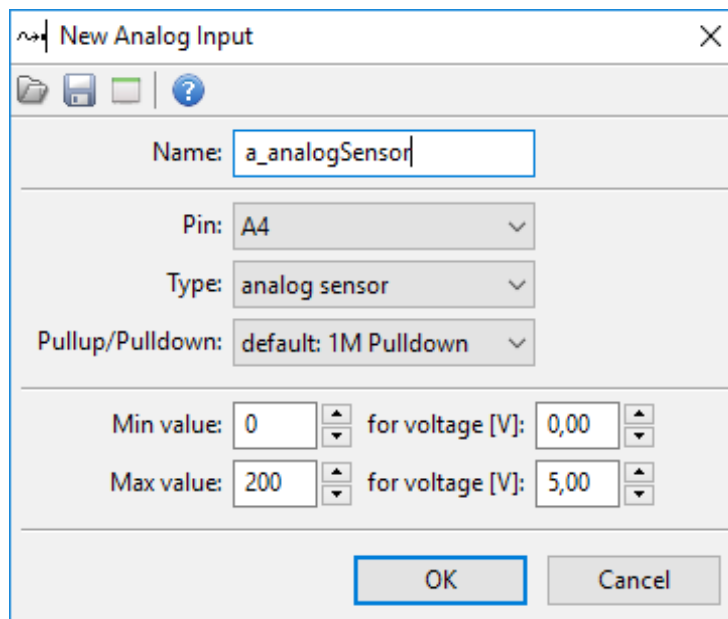 New Analog Input
Name: a_analogSensor
Pin: A4
Type: analog sensor
Pullup/Pulldown: default: 1M Pulldown
Min value: 0 for voltage [V]: 0,00
Max value: 200 for voltage [V]: 5,00
OK Cancel